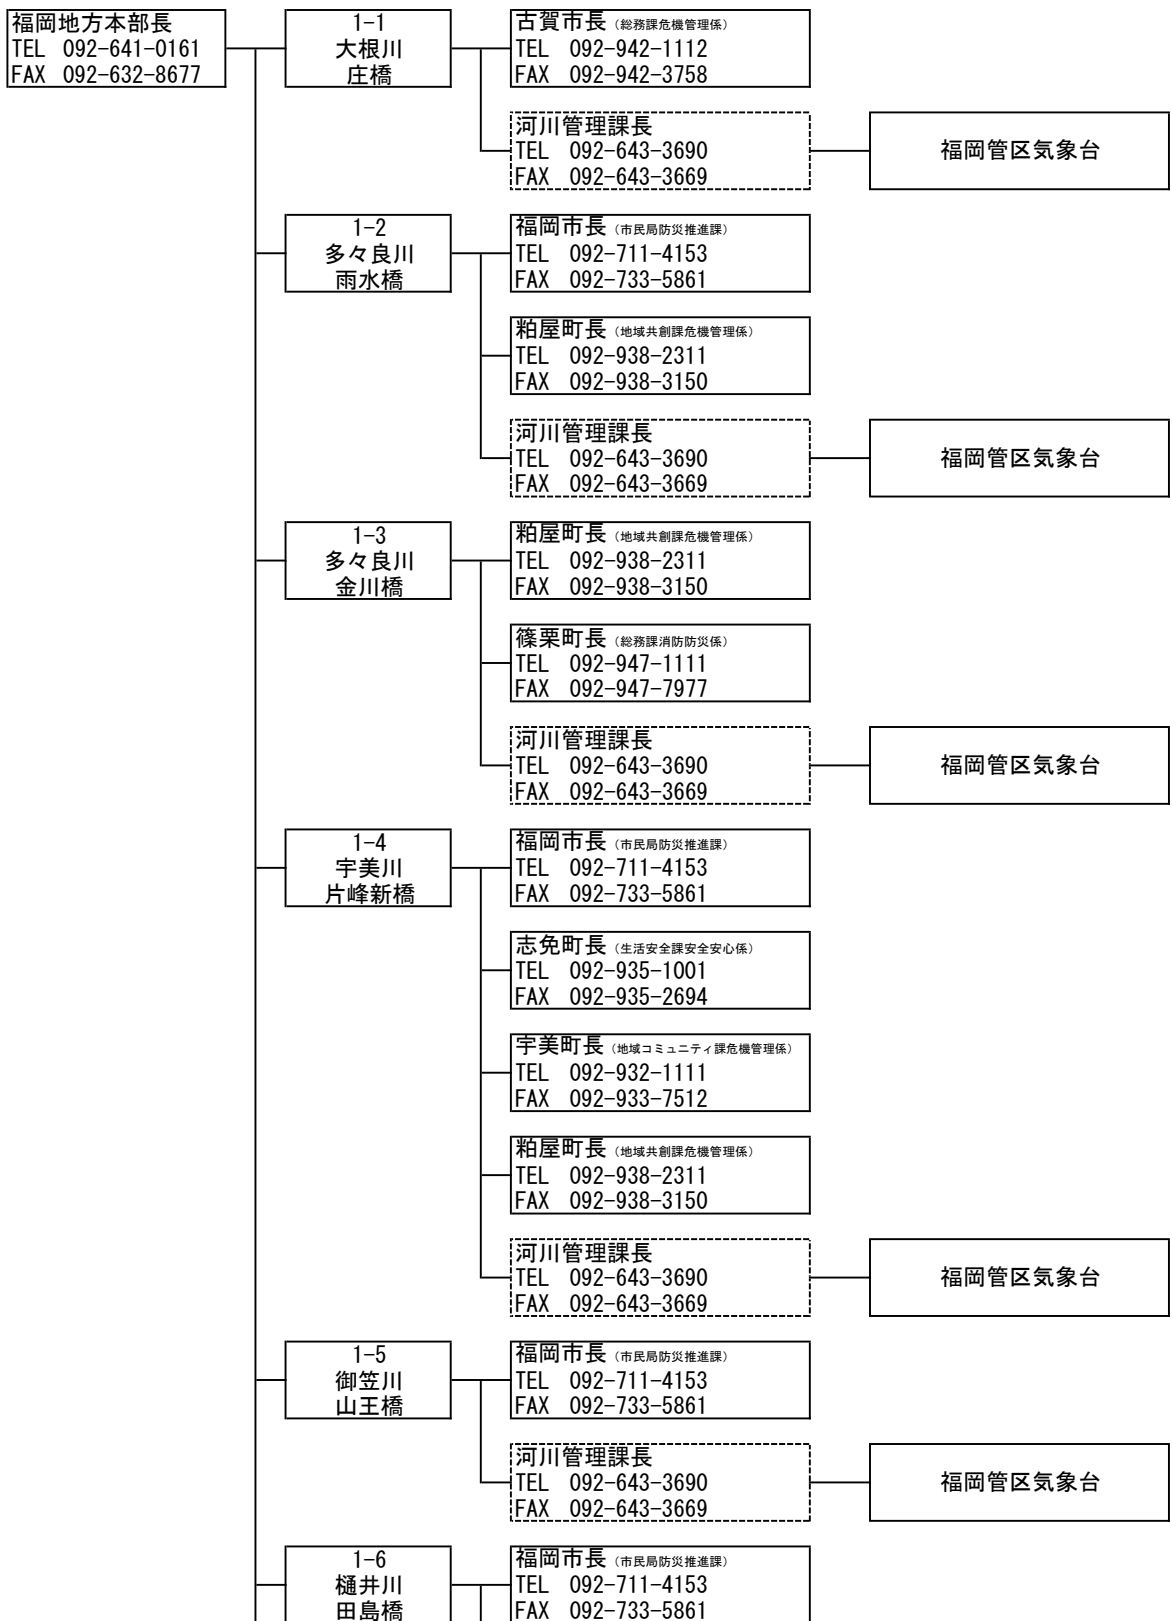 福岡地方本部長
TEL 092-641-0161
FAX 092-632-8677
1-1
大根川
庄橋
古賀市長（総務課危機管理係）
TEL 092-942-1112
FAX 092-942-3758
河川管理課長
TEL 092-643-3690
FAX 092-643-3669
福岡管区気象台
1-2
多々良川
雨水橋
福岡市長（市民局防災推進課）
TEL 092-711-4153
FAX 092-733-5861
粕屋町長（地域共創課危機管理係）
TEL 092-938-2311
FAX 092-938-3150
河川管理課長
TEL 092-643-3690
FAX 092-643-3669
福岡管区気象台
1-3
多々良川
金川橋
粕屋町長（地域共創課危機管理係）
TEL 092-938-2311
FAX 092-938-3150
篠栗町長（総務課消防防災係）
TEL 092-947-1111
FAX 092-947-7977
河川管理課長
TEL 092-643-3690
FAX 092-643-3669
福岡管区気象台
1-4
宇美川
片峰新橋
福岡市長（市民局防災推進課）
TEL 092-711-4153
FAX 092-733-5861
志免町長（生活安全課安全安心係）
TEL 092-935-1001
FAX 092-935-2694
宇美町長（地域コミュニティ課危機管理係）
TEL 092-932-1111
FAX 092-933-7512
粕屋町長（地域共創課危機管理係）
TEL 092-938-2311
FAX 092-938-3150
河川管理課長
TEL 092-643-3690
FAX 092-643-3669
福岡管区気象台
1-5
御笠川
山王橋
福岡市長（市民局防災推進課）
TEL 092-711-4153
FAX 092-733-5861
河川管理課長
TEL 092-643-3690
FAX 092-643-3669
福岡管区気象台
1-6
樋井川
田島橋
福岡市長（市民局防災推進課）
TEL 092-711-4153
FAX 092-733-5861